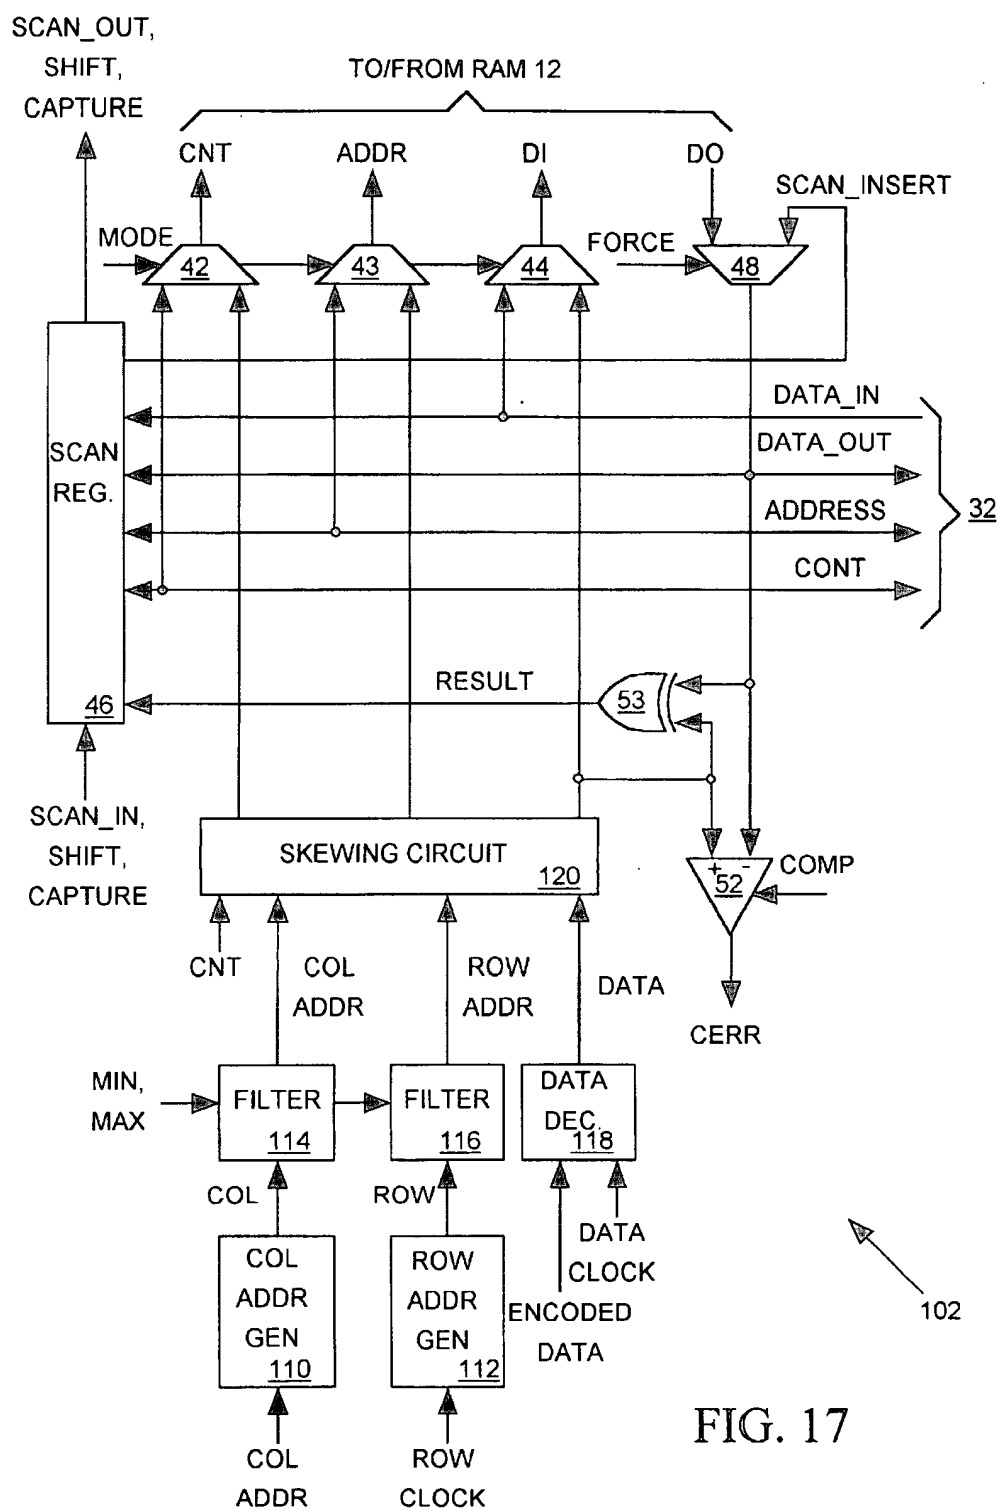 SCAN_OUT,
SHIFT,
CAPTURE
TO/FROM RAM 12
CNT
ADDR
DI
DO
SCAN_INSERT
MODE
42
43
44
FORCE
48
DATA_IN
SCAN
REG.
DATA_OUT
ADDRESS
32
CONT
RESULT
53
46
SCAN_IN,
SHIFT,
CAPTURE
SKEWING CIRCUIT
120
+ -
52
COMP
CNT
COL
ADDR
ROW
ADDR
DATA
CERR
MIN,
MAX
FILTER
114
FILTER
116
DATA
DEC.
118
COL
ROW
DATA
CLOCK
ENCODED
DATA
COL
ADDR
GEN
110
ROW
ADDR
GEN
112
102
COL
ADDR
ROW
CLOCK
FIG. 17